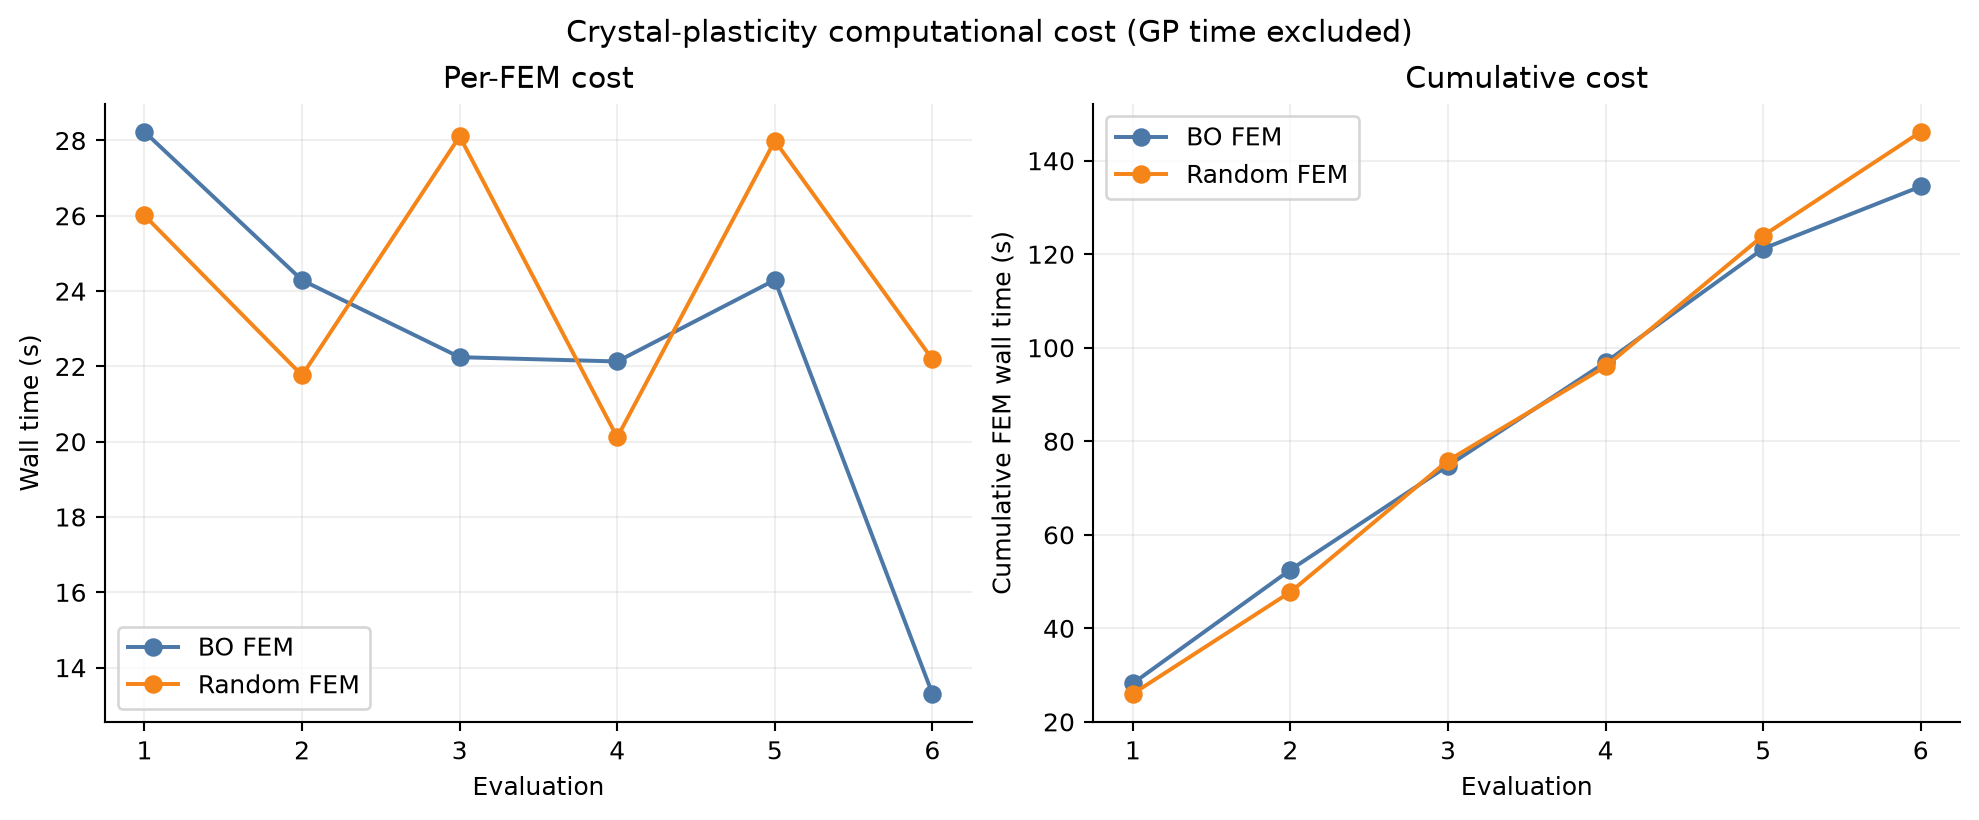 Crystal-plasticity computational cost (GP time excluded)
Per-FEM cost
Wall time (s)
28
26
24
22
20
18
16
14
BO FEM
Random FEM
1 2 3 4 5 6
Evaluation
Cumulative cost
Cumulative FEM wall time (s)
140
120
100
80
60
40
20
BO FEM
Random FEM
1 2 3 4 5 6
Evaluation